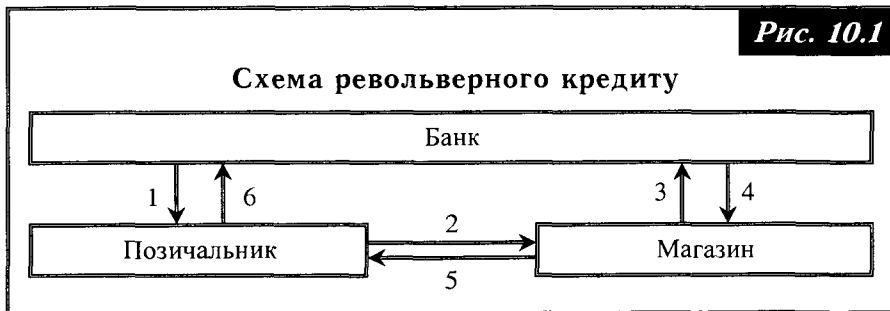 Рис. 10.1
Схема револьверного кредиту
Банк
1 6 3 4
Позичальник 2 Магазин
5